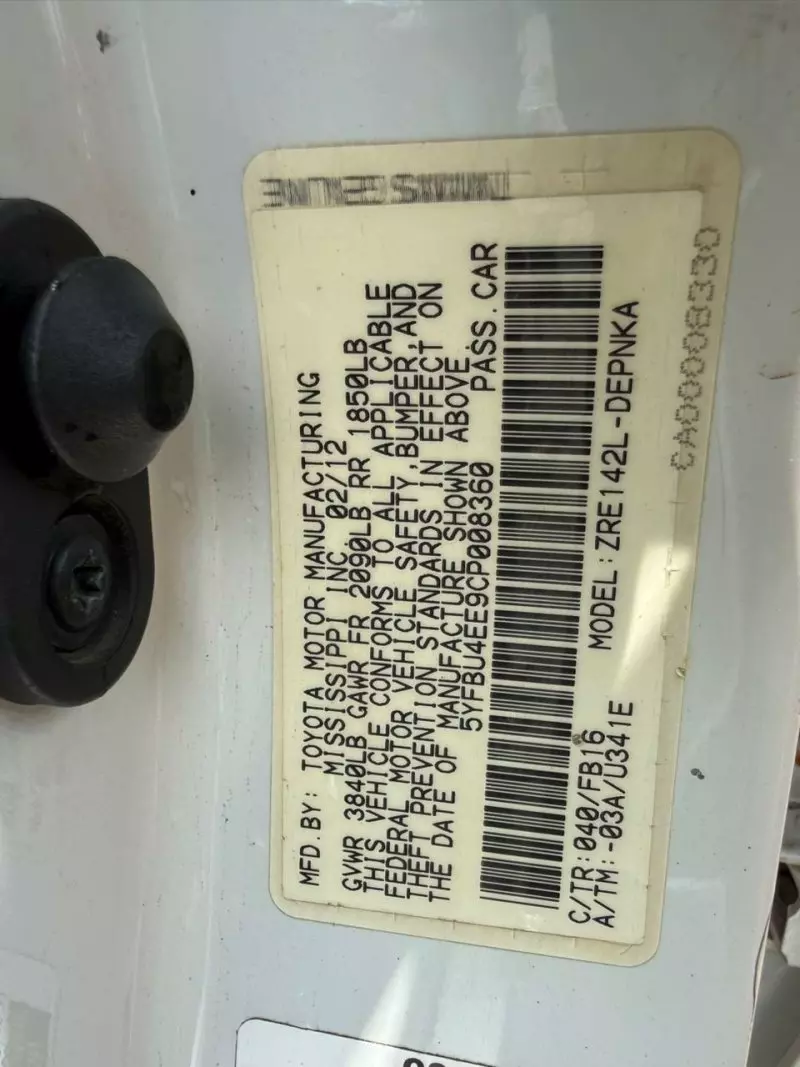 MFD.BY: TOYOTA MOTOR MANUFACTURING
MISSISSIPPI INC. 02/12
GVWR 3840LB GAWR FR 2090LB RR 1850LB
THIS VEHICLE CONFORMS TO ALL APPLICABLE
FEDERAL MOTOR VEHICLE SAFETY,BUMPER,AND
THEFT PREVENTION STANDARDS IN EFFECT ON
THE DATE OF MANUFACTURE SHOWN ABOVE
5YFBU4EE9CP008360 PASS.CAR
C/TR:040/FB16 MODEL:ZRE142L-DEPNKA
A/TM:-03A/U341E
CA00008330